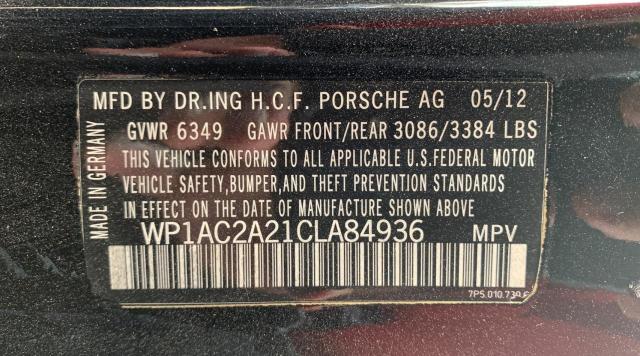 MFD BY DR.ING H.C.F. PORSCHE AG 05/12
GVWR 6349 GAWR FRONT/REAR 3086/3384 LBS
THIS VEHICLE CONFORMS TO ALL APPLICABLE U.S.FEDERAL MOTOR
VEHICLE SAFETY,BUMPER,AND THEFT PREVENTION STANDARDS
IN EFFECT ON THE DATE OF MANUFACTURE SHOWN ABOVE
WP1AC2A21CLA84936 MPV
MADE IN GERMANY